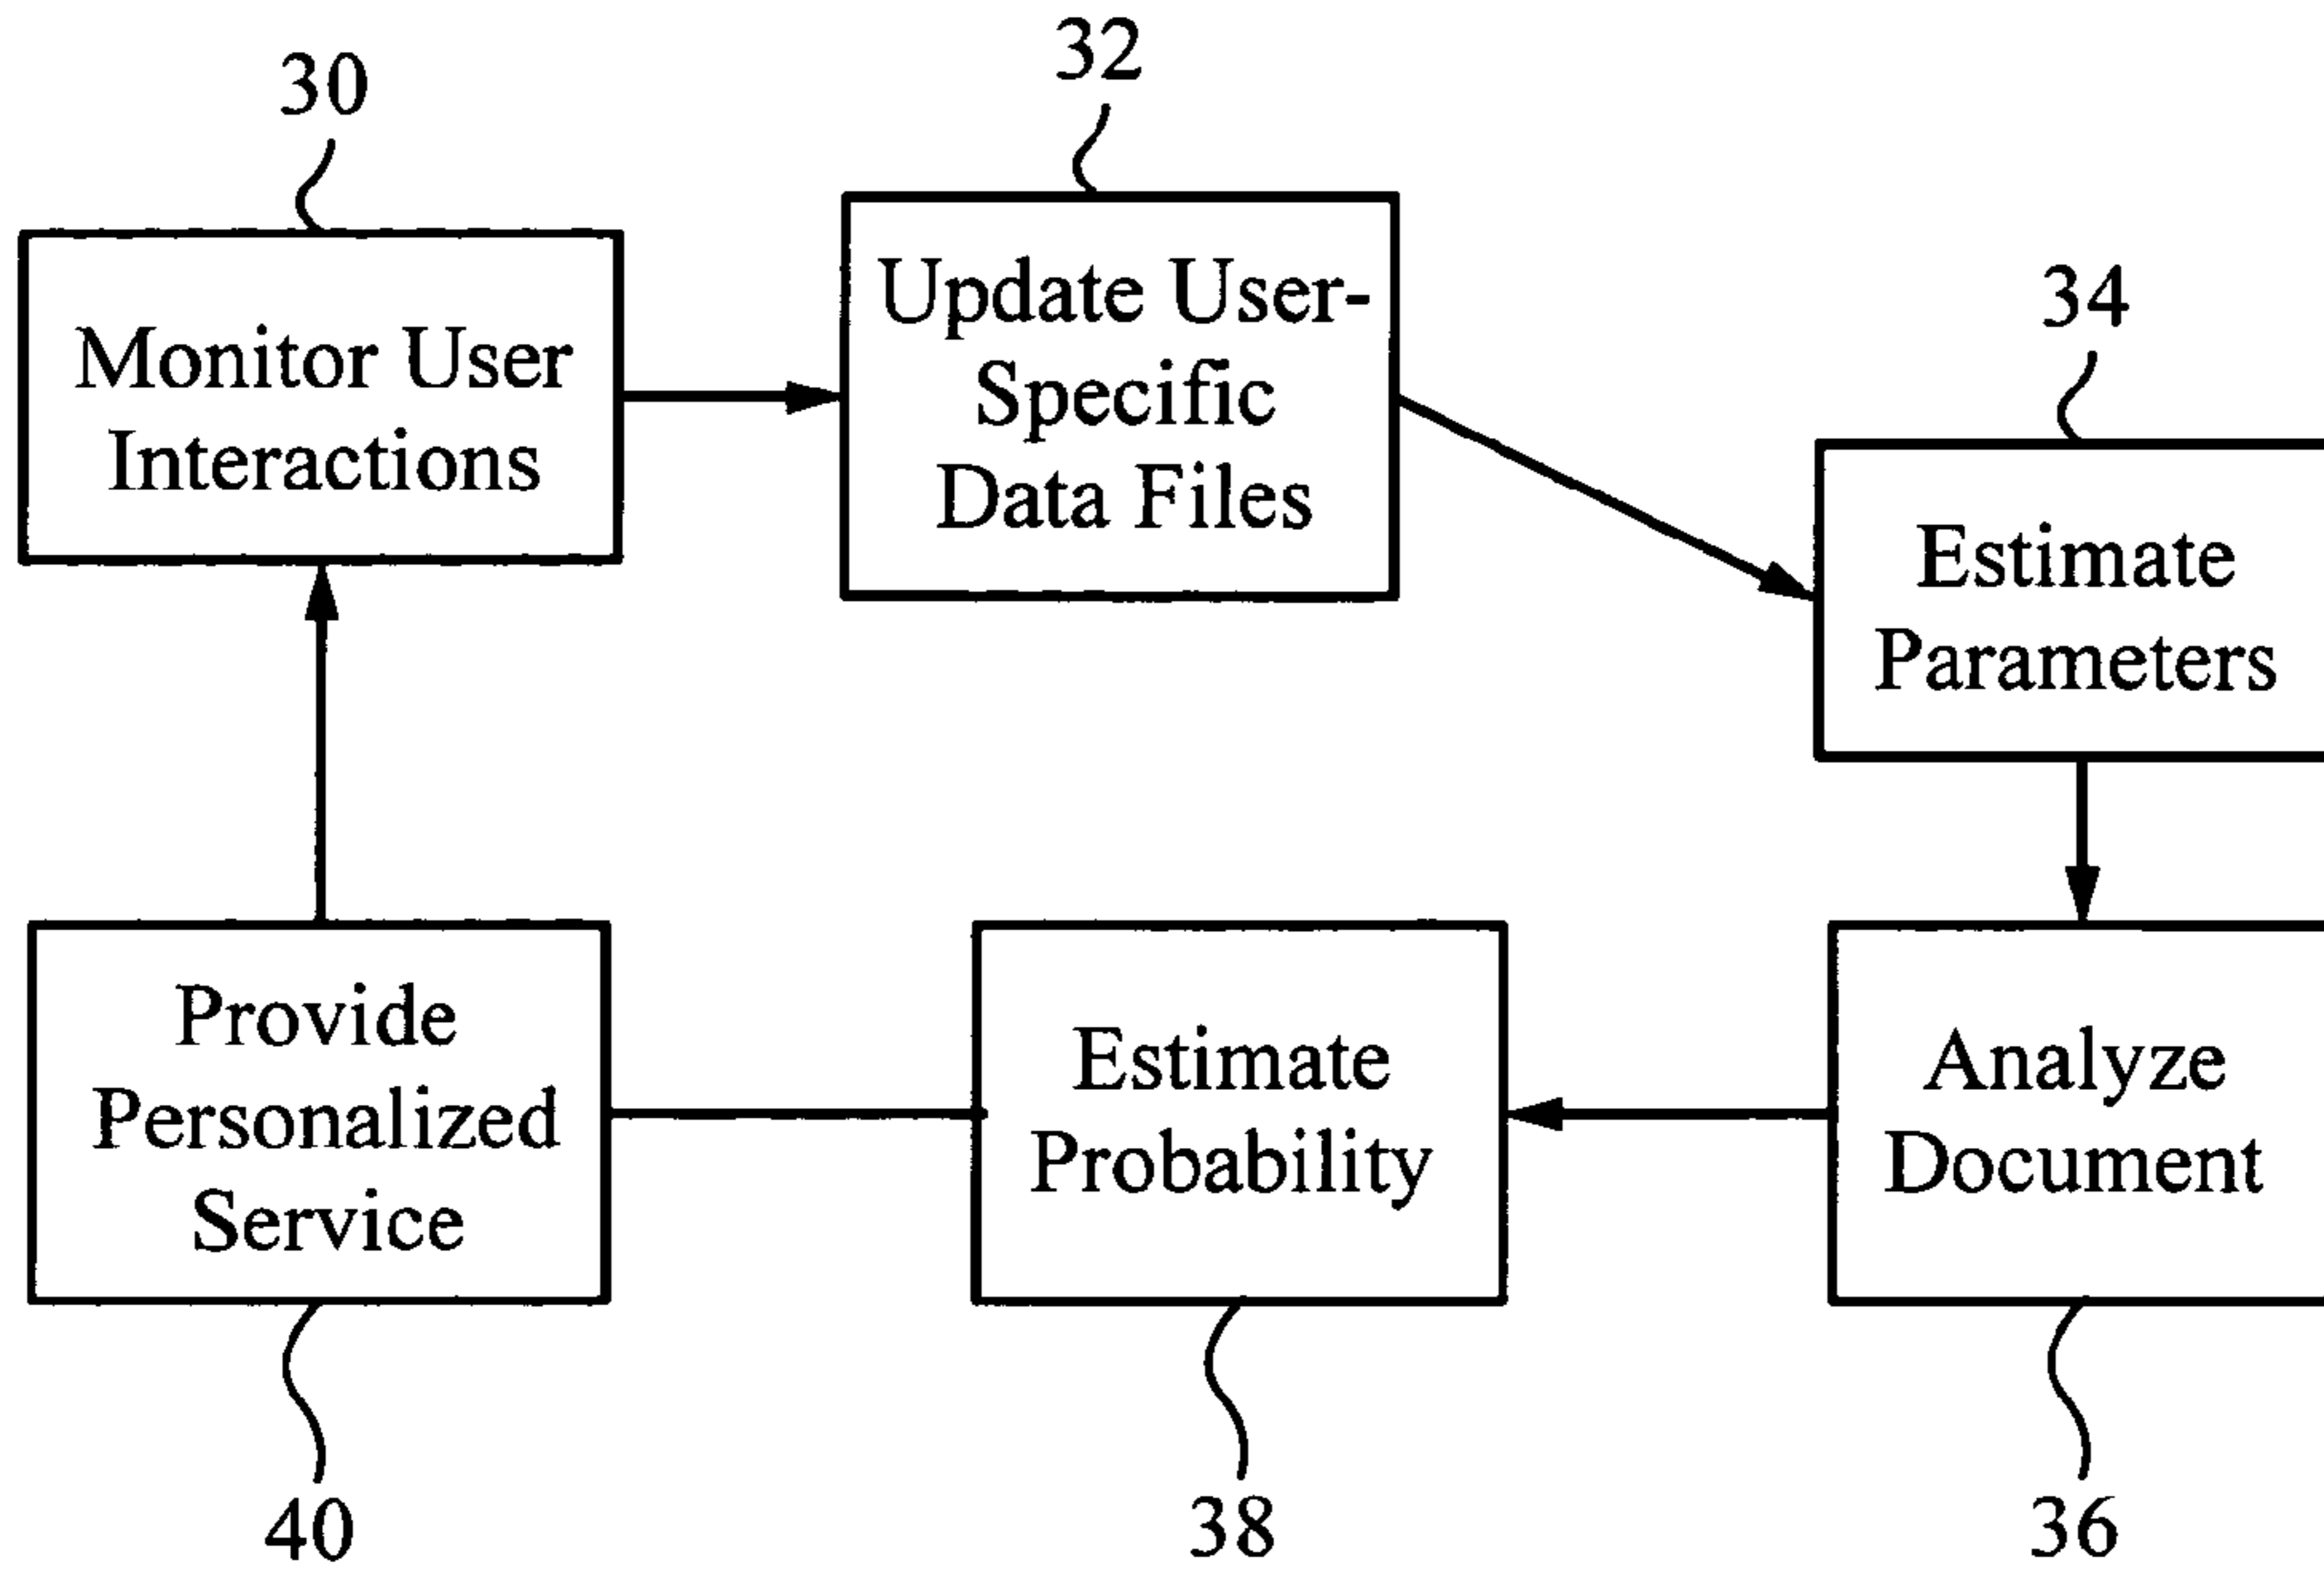 30
32
34
Monitor User
Interactions
Update User-
Specific
Data Files
Estimate
Parameters
Provide
Personalized
Service
Estimate
Probability
Analyze
Document
40
38
36